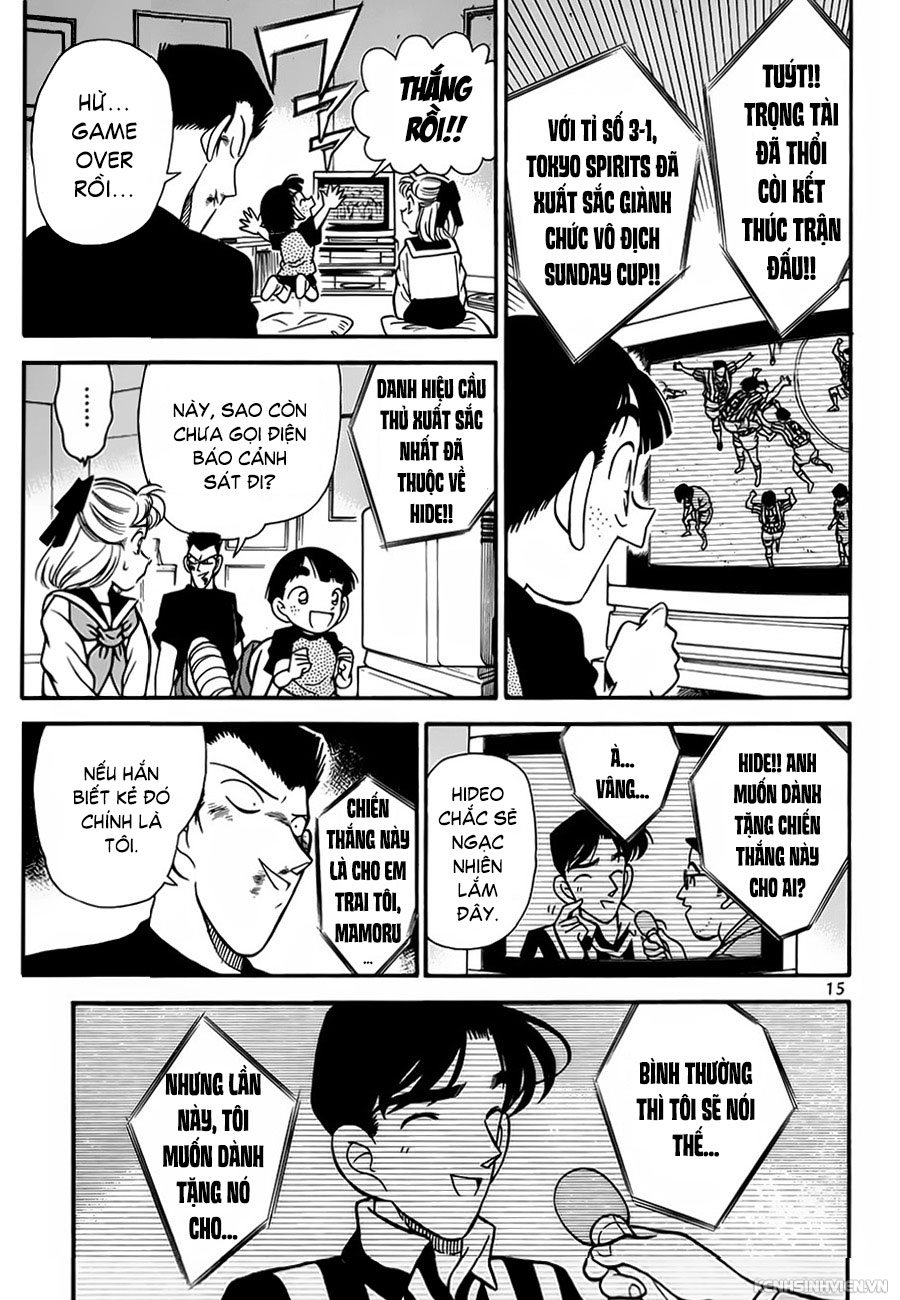 TUÝT!!
TRỌNG TÀI
ĐÃ THỔI
CÒI KẾT
THÚC TRẬN
ĐẤU!!
VỚI TỈ SỐ 3-1,
TOKYO SPIRITS ĐÃ
XUẤT SẮC GIÀNH
CHỨC VÔ ĐỊCH
SUNDAY CUP!!
THẮNG
RỒI!!
HỪ...
GAME
OVER
RỒI...
DANH HIỆU CẦU
THỦ XUẤT SẮC
NHẤT ĐÃ
THUỘC VỀ
HIDE!!
NÀY, SAO CÒN
CHƯA GỌI ĐIỆN
BÁO CẢNH
SÁT ĐI?
......
HIDE!! ANH
MUỐN DÀNH
TẶNG CHIẾN
THẮNG NÀY
CHO AI?
À...
VÂNG...
HIDEO
CHẮC SẼ
NGẠC
NHIÊN
LẮM
ĐÂY.
CHIẾN
THẮNG NÀY
LÀ CHO EM
TRAI TÔI,
MAMORU
...
NẾU HẮN
BIẾT KẺ ĐÓ
CHÍNH LÀ
TÔI.
15
BÌNH THƯỜNG
THÌ TÔI SẼ NÓI
THẾ...
NHƯNG LẦN
NÀY, TÔI
MUỐN DÀNH
TẶNG NÓ
CHO...
KENHSINHVIEN.VN